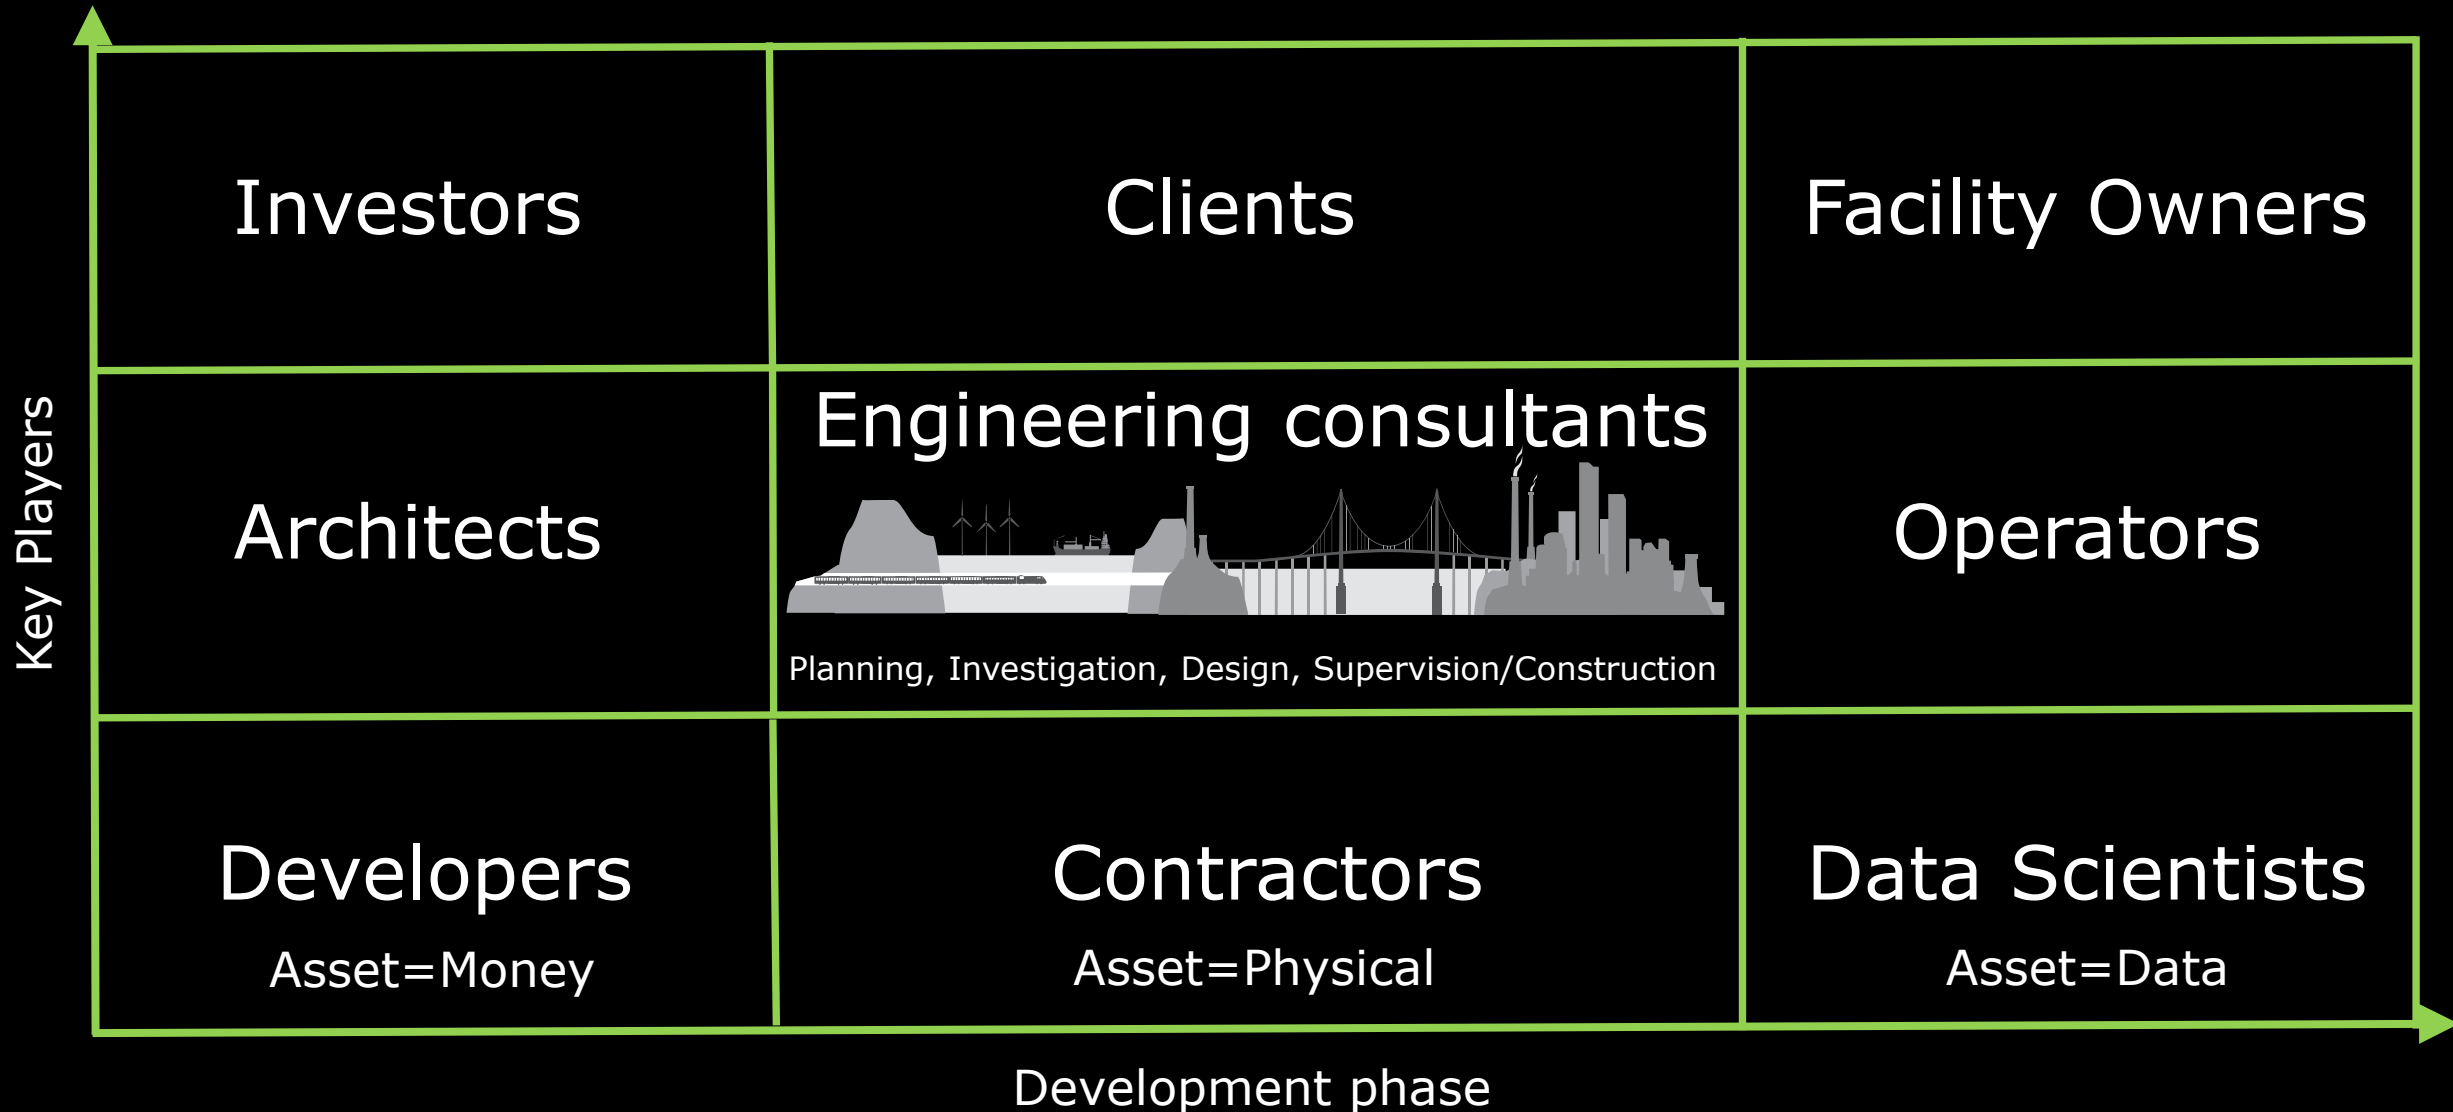 Investors
Clients
Facility Owners
Key Players
Architects
Engineering consultants
Planning, Investigation, Design, Supervision/Construction
Operators
Developers
Asset=Money
Contractors
Asset=Physical
Data Scientists
Asset=Data
Development phase